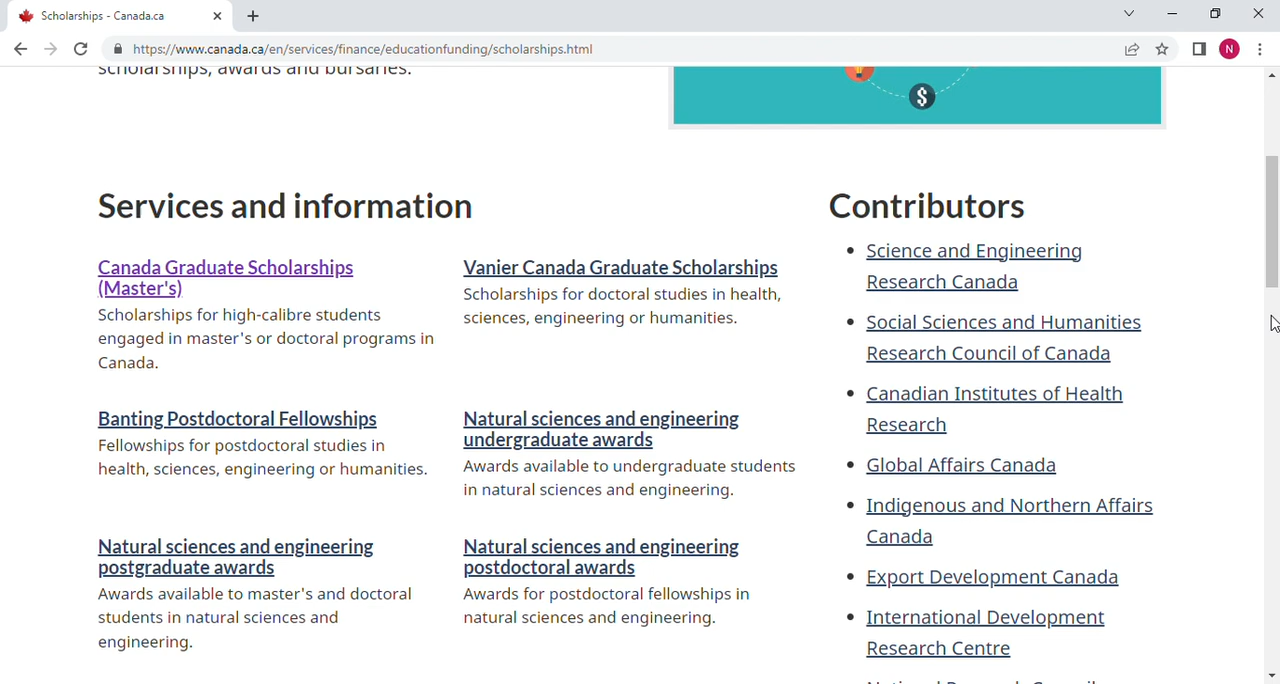 Scholarships - Canada.ca
https://www.canada.ca/en/services/finance/educationfunding/scholarships.html
N
scholarships, awards and bursaries.
$
Services and information
Canada Graduate Scholarships
(Master's)
Scholarships for high-calibre students
engaged in master's or doctoral programs in
Canada.
Vanier Canada Graduate Scholarships
Scholarships for doctoral studies in health,
sciences, engineering or humanities.
Banting Postdoctoral Fellowships
Fellowships for postdoctoral studies in
health, sciences, engineering or humanities.
Natural sciences and engineering
undergraduate awards
Awards available to undergraduate students
in natural sciences and engineering.
Natural sciences and engineering
postgraduate awards
Awards available to master's and doctoral
students in natural sciences and
engineering.
Natural sciences and engineering
postdoctoral awards
Awards for postdoctoral fellowships in
natural sciences and engineering.
Contributors
Science and Engineering
Research Canada
Social Sciences and Humanities
Research Council of Canada
Canadian Institutes of Health
Research
Global Affairs Canada
Indigenous and Northern Affairs
Canada
Export Development Canada
International Development
Research Centre